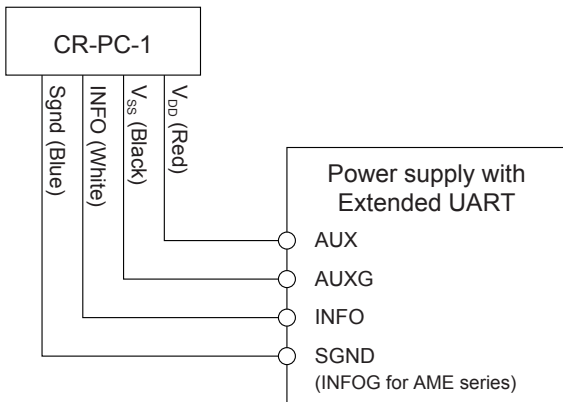 CR-PC-1
Sgnd (Blue)
INFO (White)
VSS (Black)
VDD (Red)
Power supply with
Extended UART
AUX
AUXG
INFO
SGND
(INFOG for AME series)